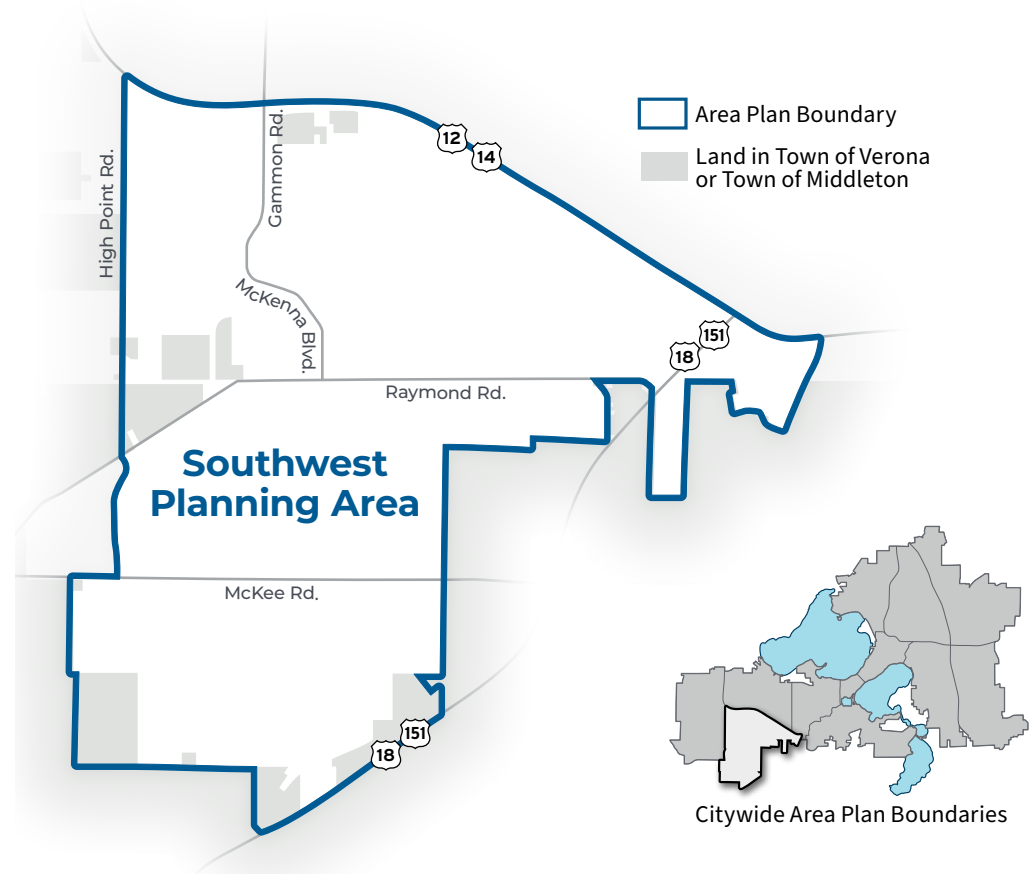 12
14
Area Plan Boundary
Land in Town of Verona
or Town of Middleton
High Point Rd.
Gammon Rd.
McKenna Blvd.
151
18
Raymond Rd.
Southwest
Planning Area
McKee Rd.
151
18
Citywide Area Plan Boundaries